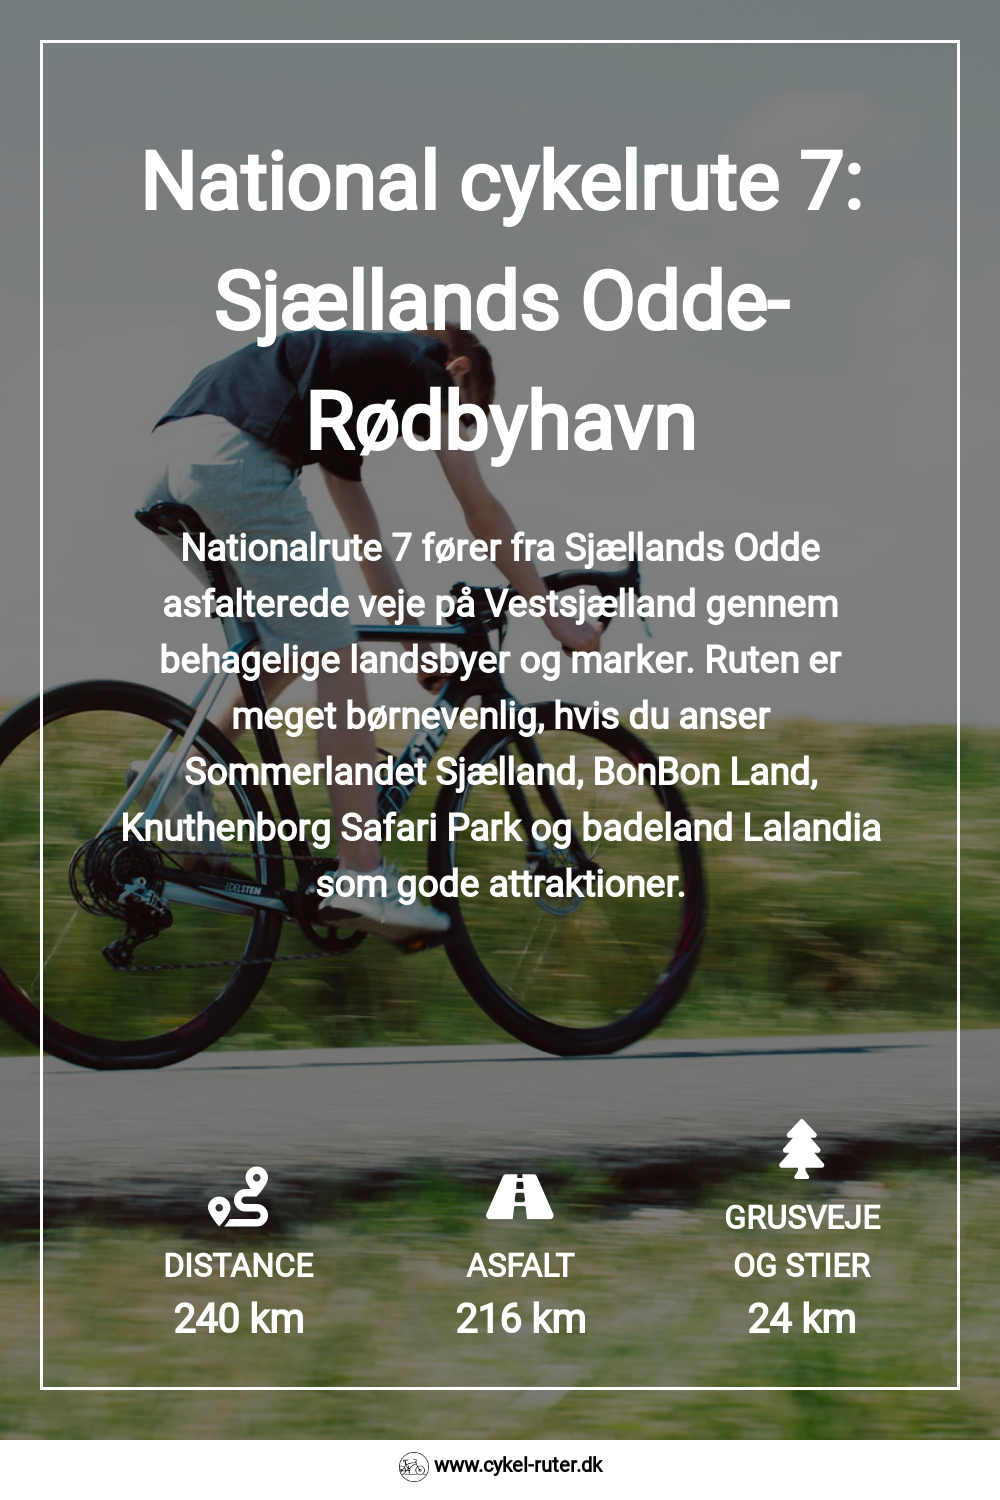 National cykelrute 7:
Sjællands Odde-
Rødbyhavn
Nationalrute 7 fører fra Sjællands Odde
asfalterede veje på Vestsjælland gennem
behagelige landsbyer og marker. Ruten er
meget børnevenlig, hvis du anser
Sommerlandet Sjælland, BonBon Land,
Knuthenborg Safari Park og badeland Lalandia
som gode attraktioner.
EDELSTEN
EDELSTEN
DISTANCE
240 km
ASFALT
216 km
GRUSVEJE
OG STIER
24 km
www.cykel-ruter.dk